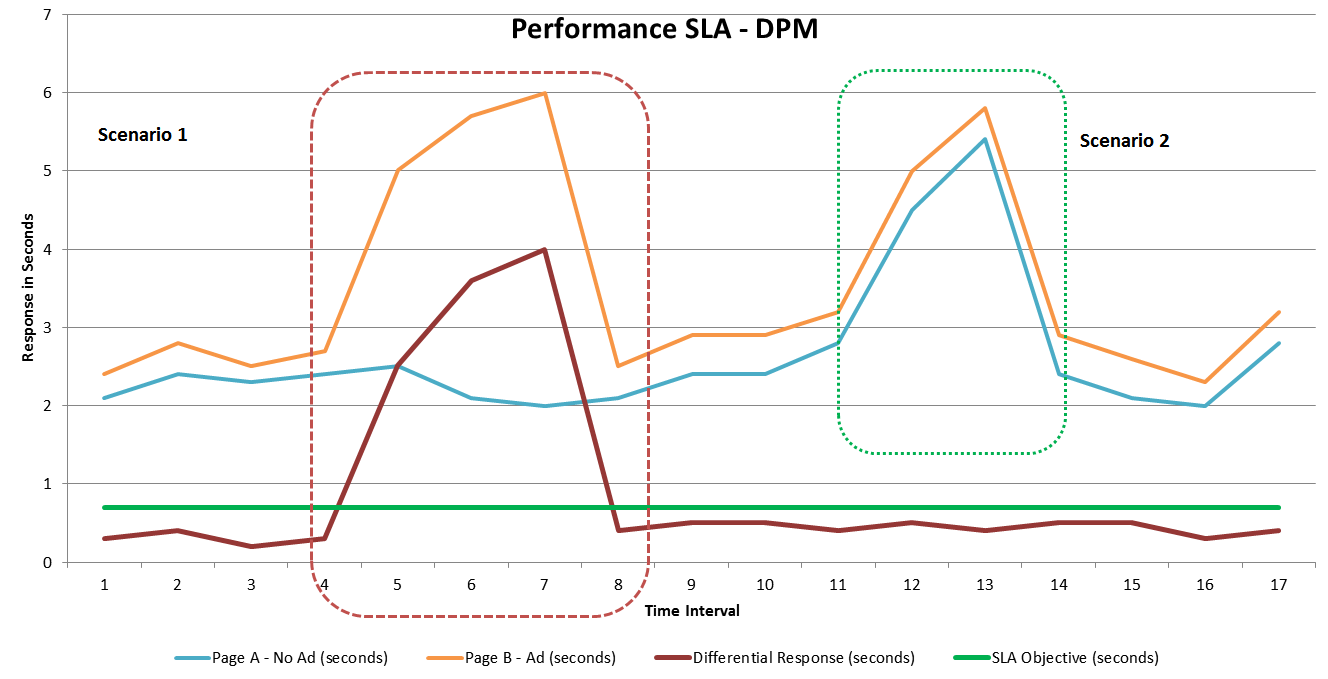 Performance SLA - DPM
7
6
5
4
3
2
1
0
Response in Seconds
Scenario 1
Scenario 2
1 2 3 4 5 6 7 8 9 10 11 12 13 14 15 16 17
Time Interval
Page A - No Ad (seconds) Page B - Ad (seconds) Differential Response (seconds) SLA Objective (seconds)